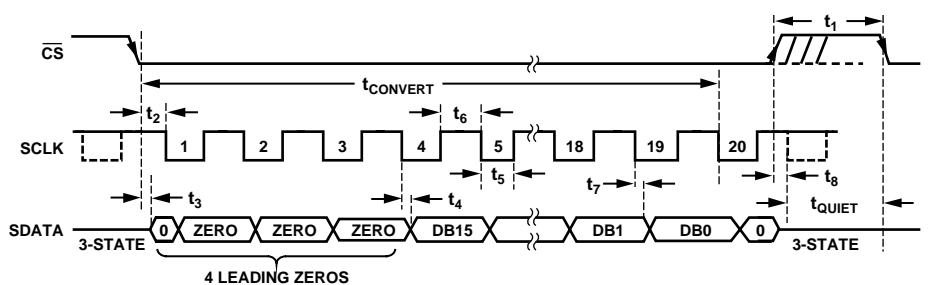 t1
CS
tCONVERT
t2
t6
SCLK
1 2 3 4 5 18 19 20
t5
t7
t8
t3
t4
tQUIET
SDATA
0 ZERO ZERO ZERO DB15 DB1 DB0 0
3-STATE
3-STATE
4 LEADING ZEROS